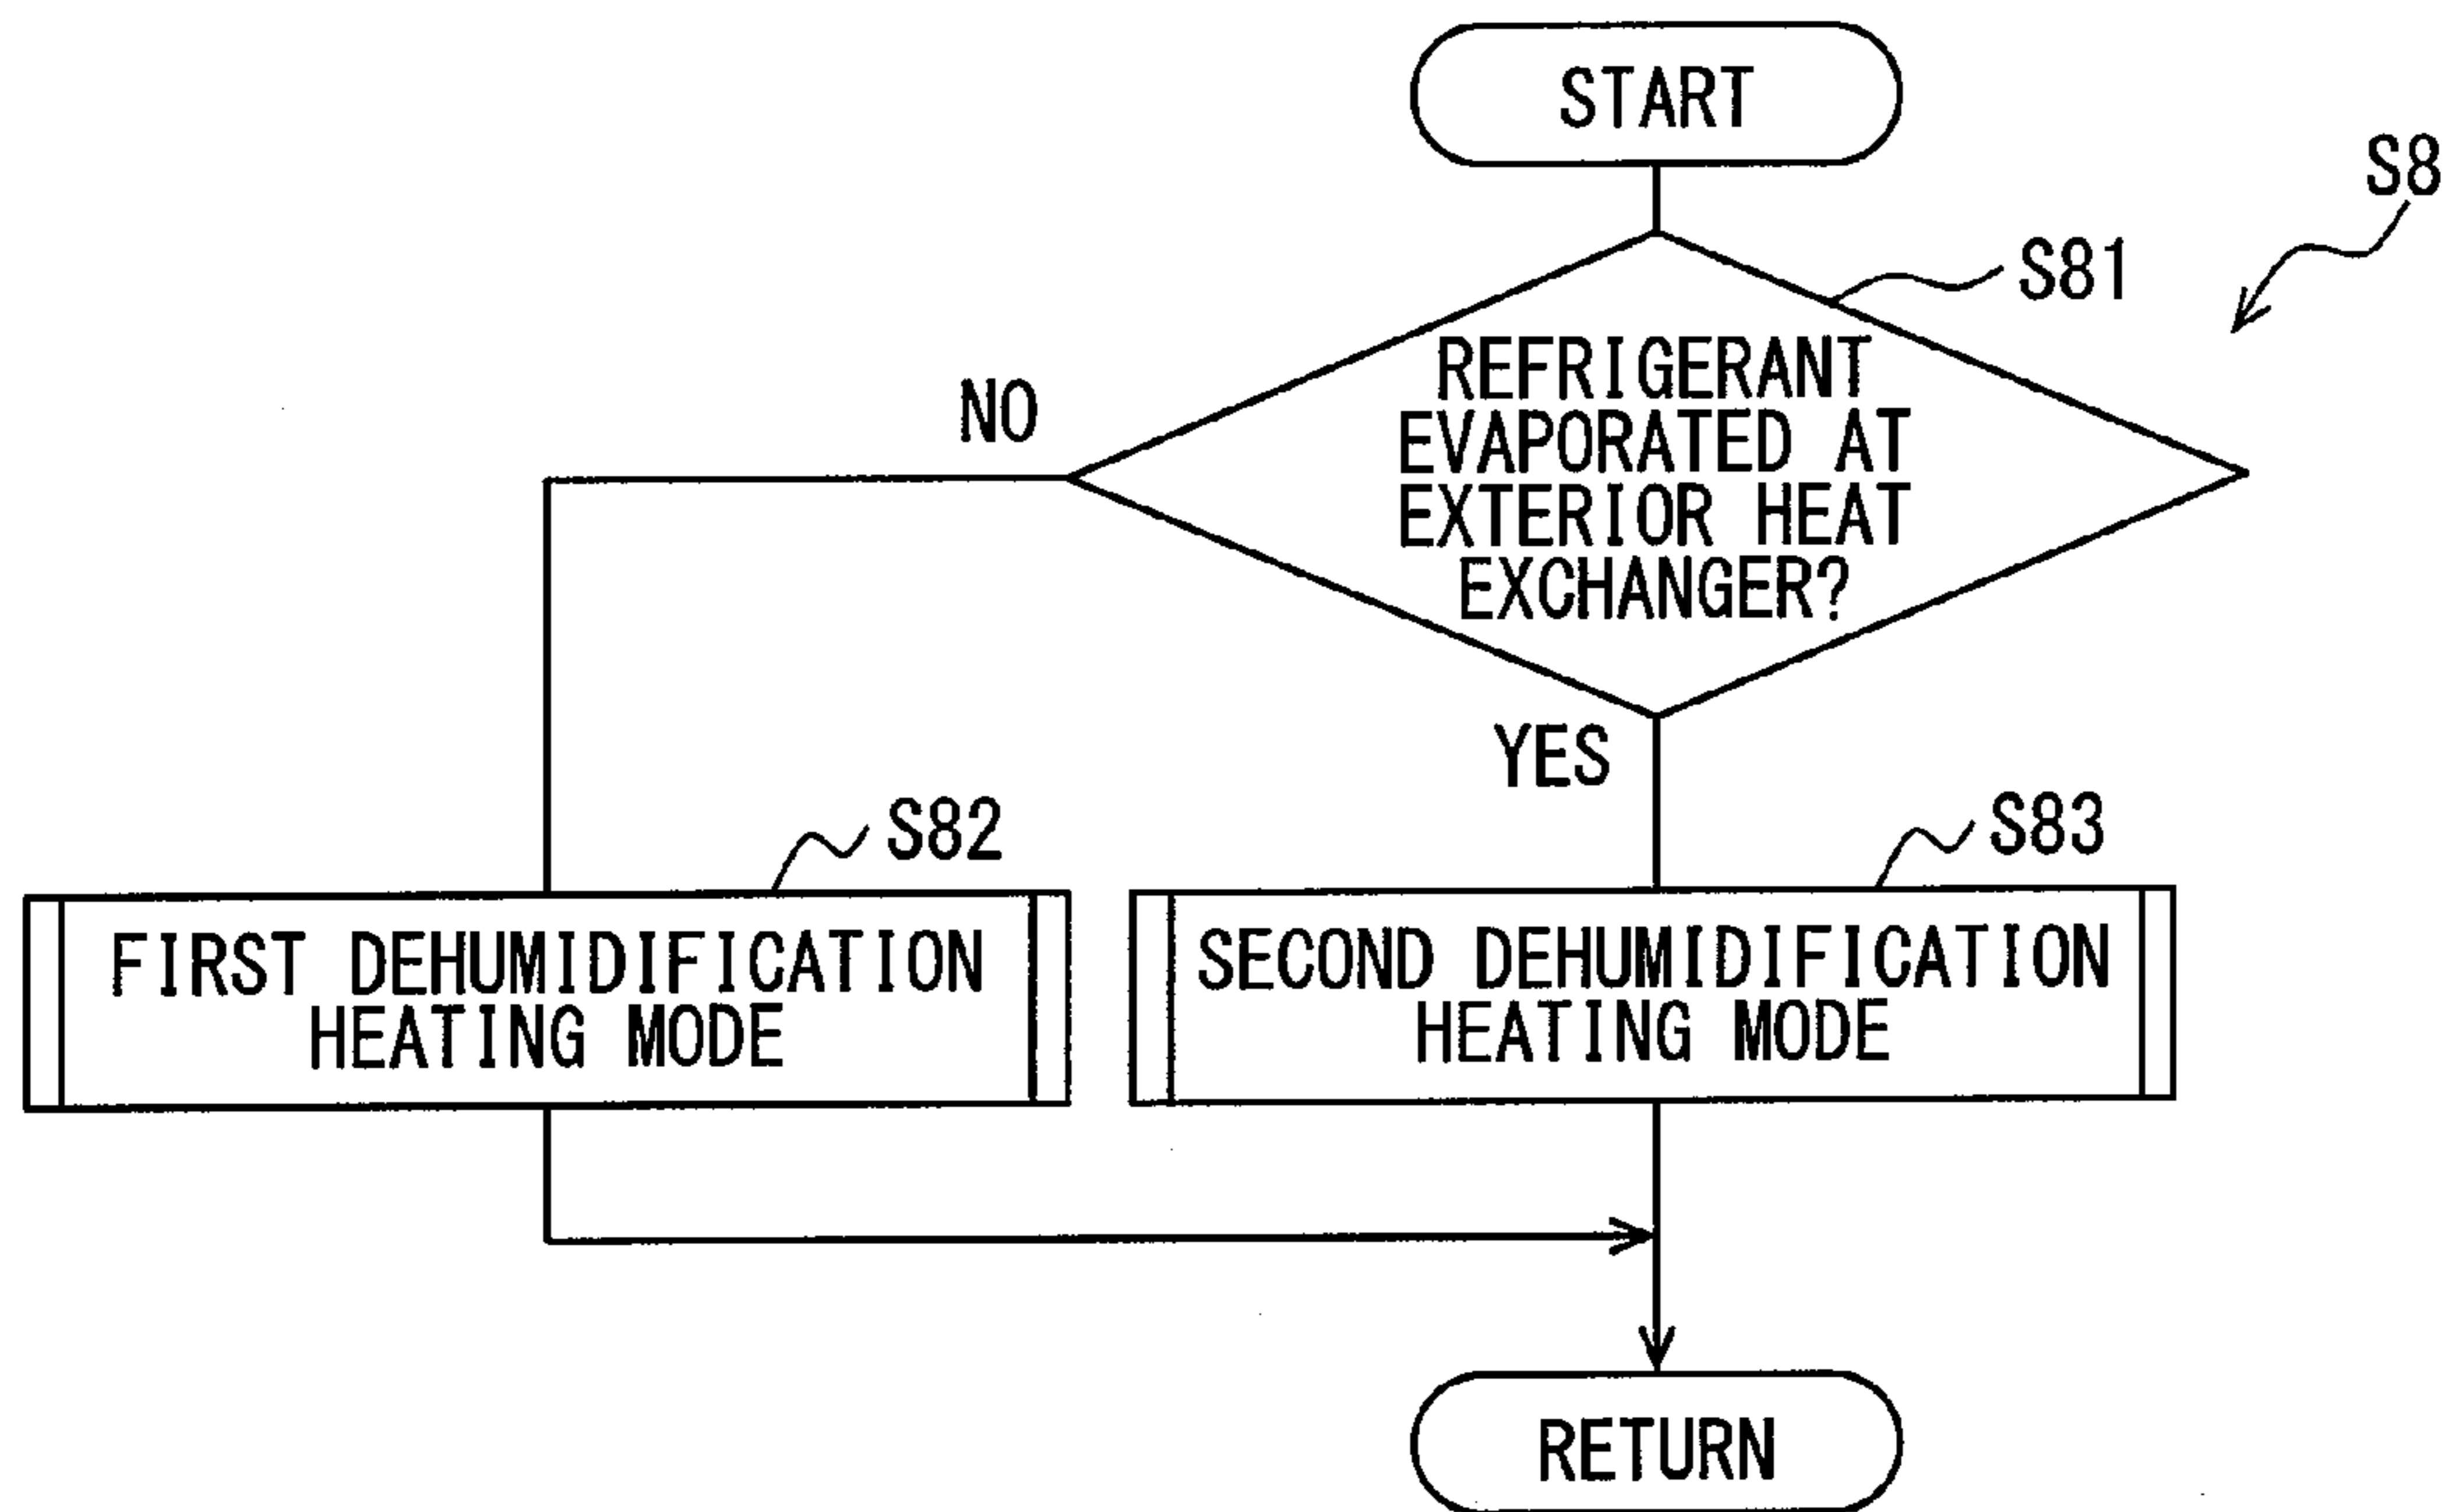 START
S8
S81
REFRIGERANT
EVAPORATED AT
EXTERIOR HEAT
EXCHANGER?
NO
YES
S82
S83
FIRST DEHUMIDIFICATION
HEATING MODE
SECOND DEHUMIDIFICATION
HEATING MODE
RETURN